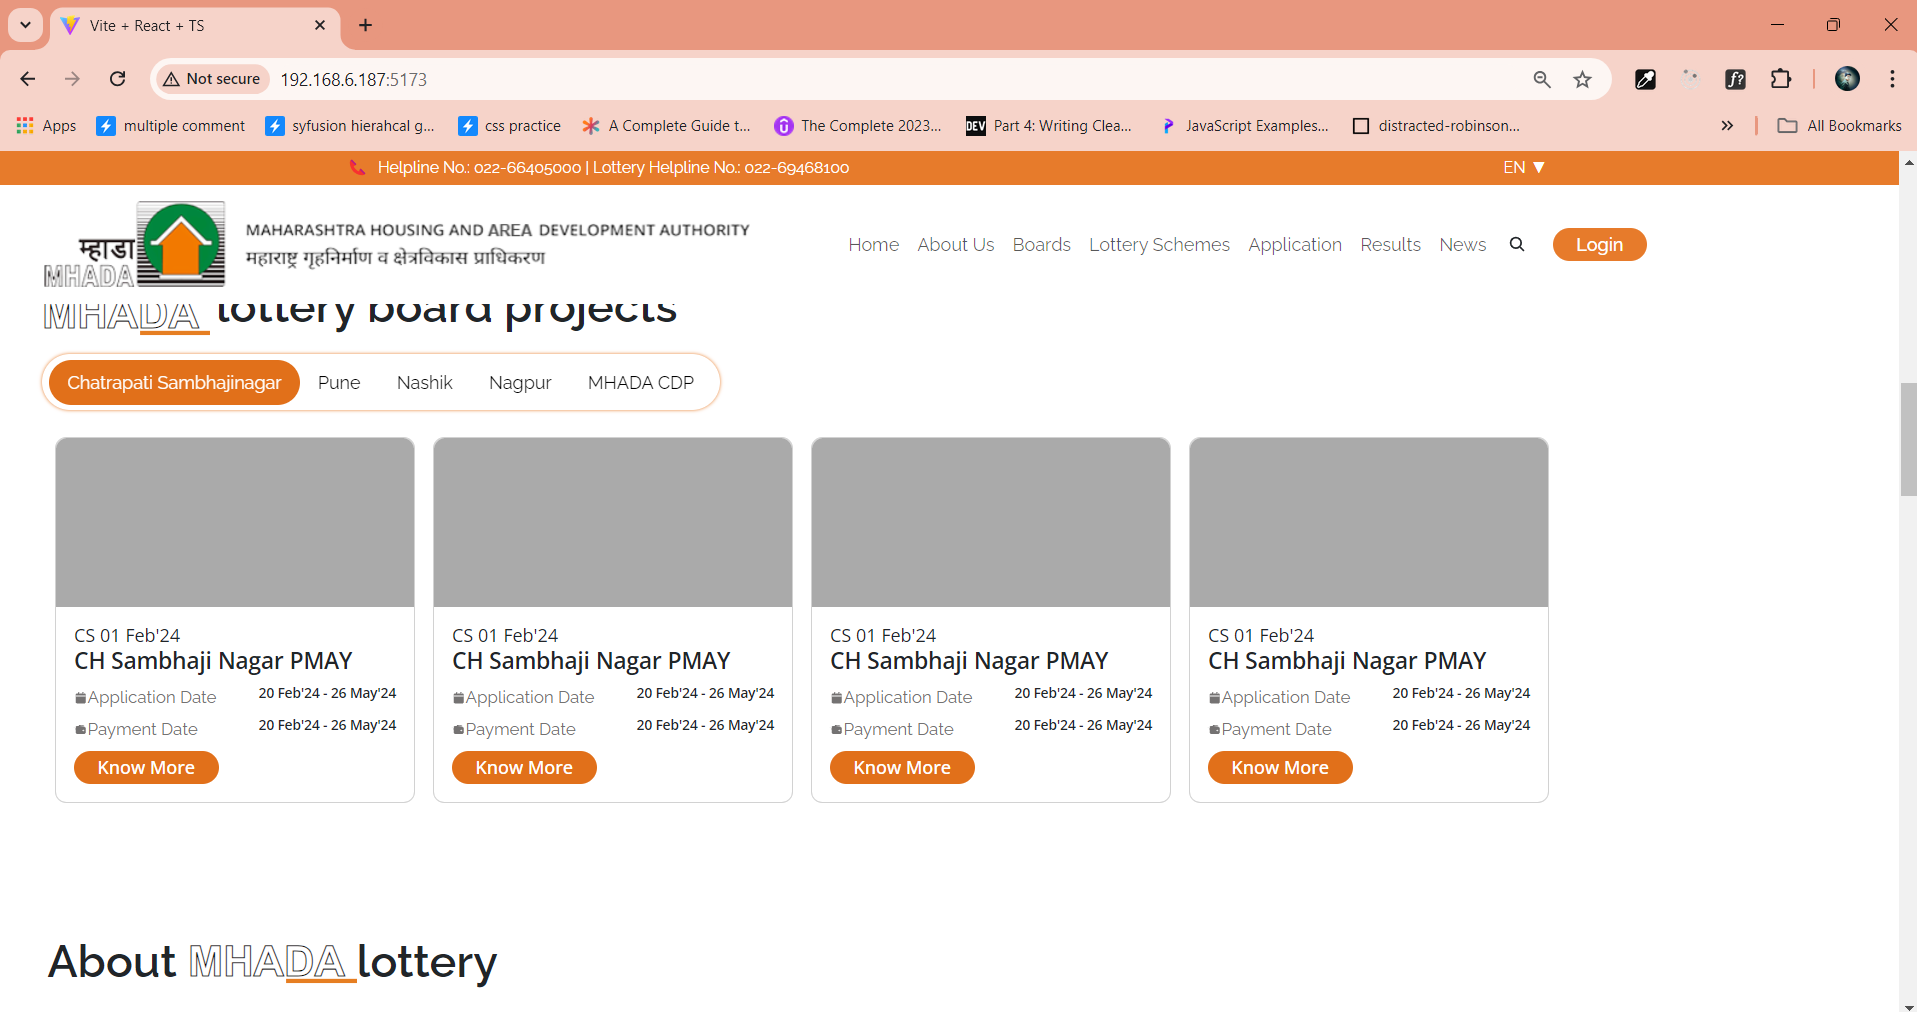 Vite + React + TS
Not secure 192.168.6.187:5173
Apps multiple comment syfusion hierahcal g... css practice A Complete Guide t... The Complete 2023... DEV Part 4: Writing Clea... JavaScript Examples... distracted-robinson... All Bookmarks
Helpline No.: 022-66405000 | Lottery Helpline No.: 022-69468100 EN ▼
म्हाडा
MHADA
MAHARASHTRA HOUSING AND AREA DEVELOPMENT AUTHORITY
महाराष्ट्र गृहनिर्माण व क्षेत्रविकास प्राधिकरण
Home About Us Boards Lottery Schemes Application Results News Login
MHADA lottery board projects
Chatrapati Sambhajinagar Pune Nashik Nagpur MHADA CDP
CS 01 Feb'24
CH Sambhaji Nagar PMAY
Application Date 20 Feb'24 - 26 May'24
Payment Date 20 Feb'24 - 26 May'24
Know More
CS 01 Feb'24
CH Sambhaji Nagar PMAY
Application Date 20 Feb'24 - 26 May'24
Payment Date 20 Feb'24 - 26 May'24
Know More
CS 01 Feb'24
CH Sambhaji Nagar PMAY
Application Date 20 Feb'24 - 26 May'24
Payment Date 20 Feb'24 - 26 May'24
Know More
CS 01 Feb'24
CH Sambhaji Nagar PMAY
Application Date 20 Feb'24 - 26 May'24
Payment Date 20 Feb'24 - 26 May'24
Know More
About MHADA lottery